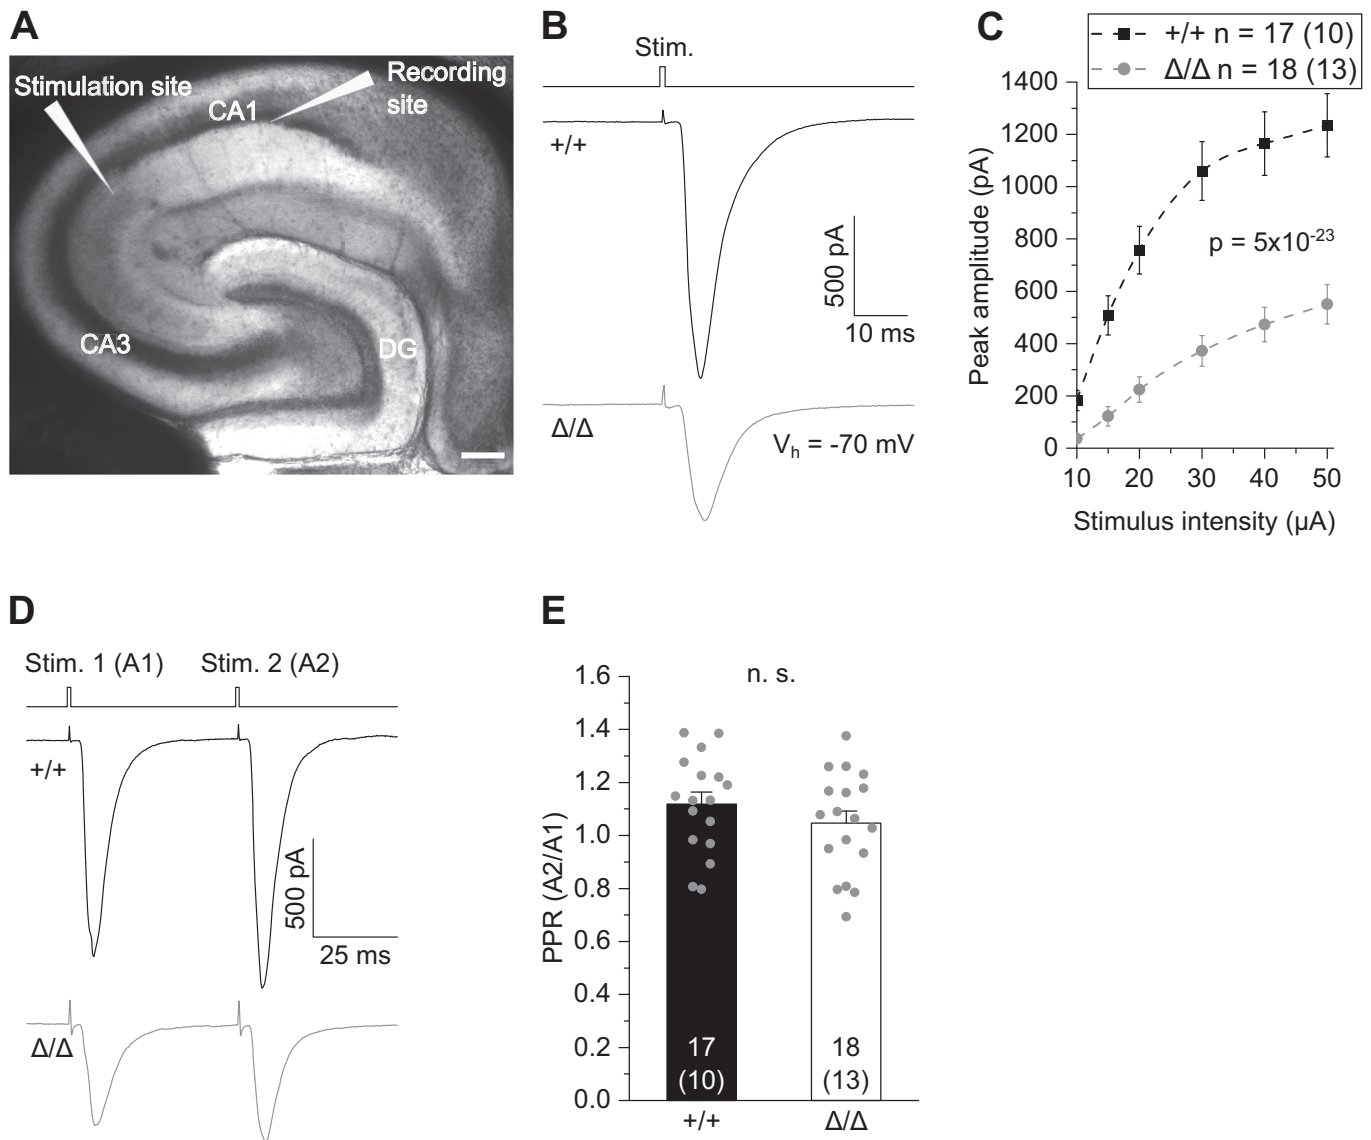 A
Stimulation site
Recording
site
CA1
CA3
DG
B
Stim.
+/+
500 pA
10 ms
Δ/Δ
Vh = -70 mV
C
+/+ n = 17 (10)
Δ/Δ n = 18 (13)
1400
1200
1000
800
600
400
200
0
Peak amplitude (pA)
p = 5x10-23
10
20
30
40
50
Stimulus intensity (µA)
D
Stim. 1 (A1)
Stim. 2 (A2)
+/+
500 pA
25 ms
Δ/Δ
E
n. s.
1.6
1.4
1.2
1.0
0.8
0.6
0.4
0.2
0.0
PPR (A2/A1)
17
(10)
18
(13)
+/+
Δ/Δ